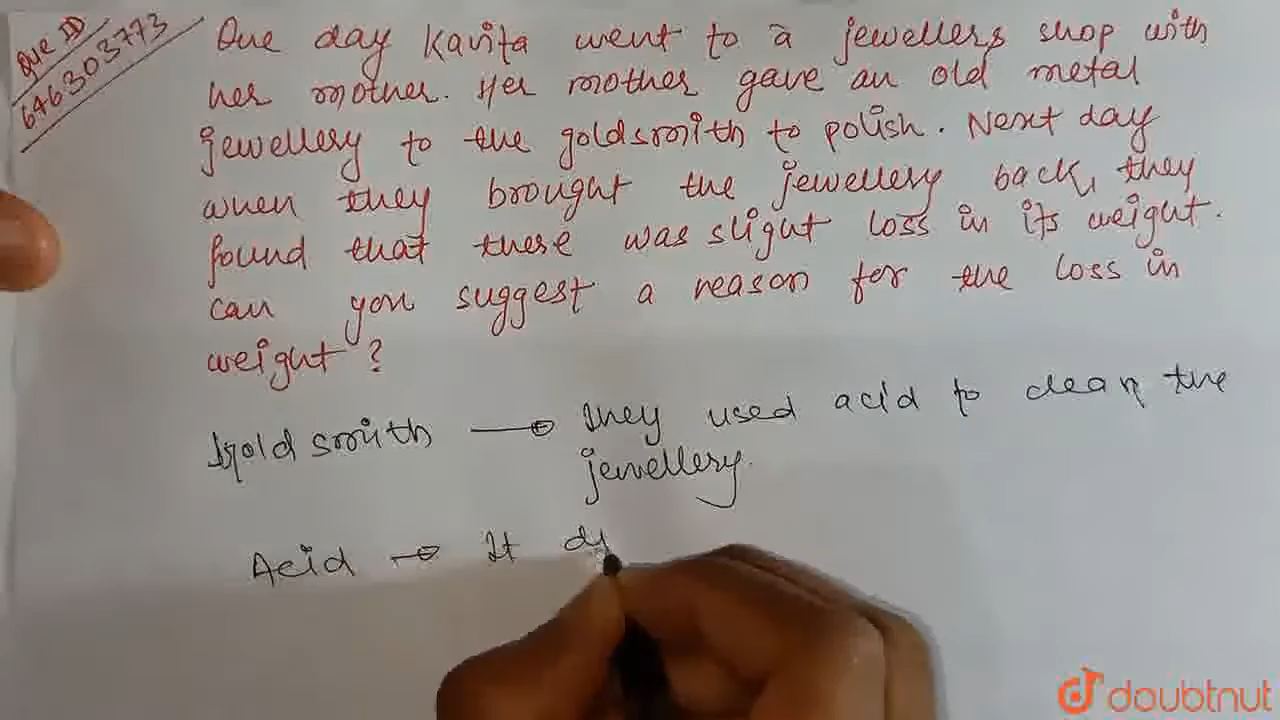 Que ID
646303773
One day Kavita went to a jewellers shop with
her mother. Her mother gave an old metal
jewellery to the goldsmith to polish. Next day
when they brought the jewellery back, they
found that there was slight loss in its weight.
can you suggest a reason for the loss in
weight ?
Goldsmith → They used acid to clean the
jewellery.
Acid → It
doubtnut